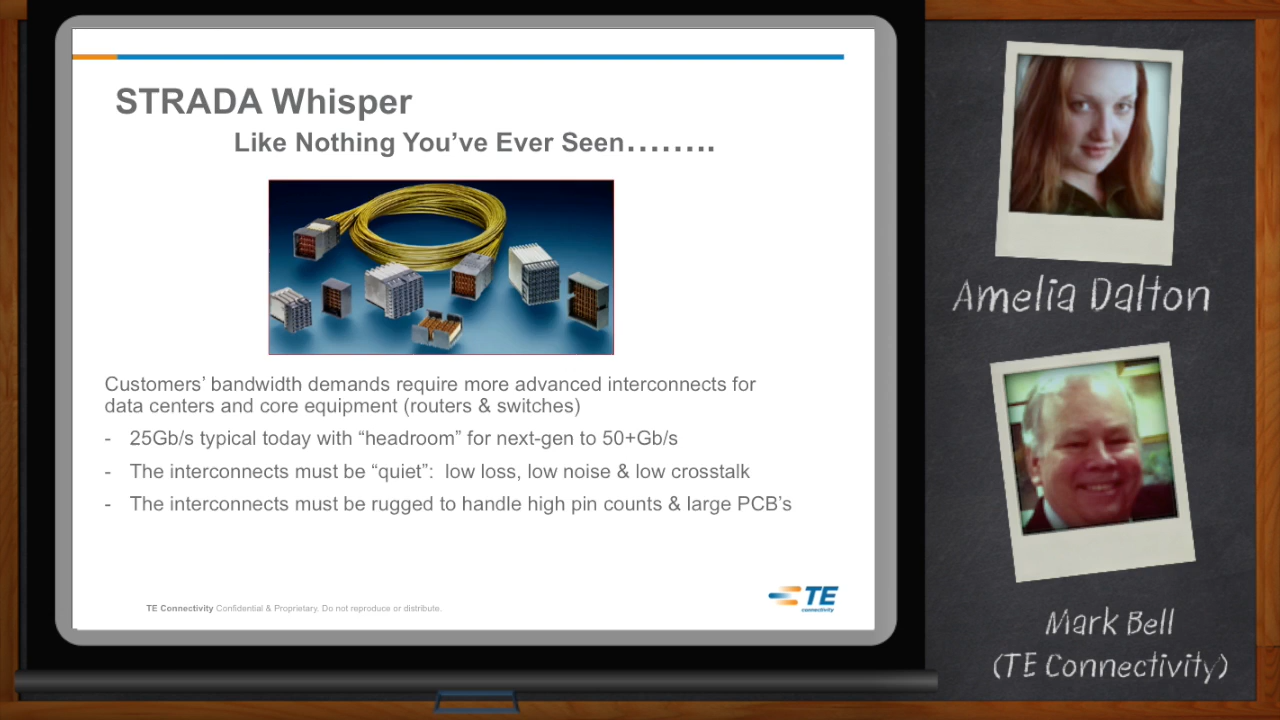 STRADA Whisper
Like Nothing You’ve Ever Seen……..
Customers’ bandwidth demands require more advanced interconnects for
data centers and core equipment (routers & switches)
- 25Gb/s typical today with “headroom” for next-gen to 50+Gb/s
- The interconnects must be “quiet”: low loss, low noise & low crosstalk
- The interconnects must be rugged to handle high pin counts & large PCB’s
TE Connectivity Confidential & Proprietary. Do not reproduce or distribute.
TE
connectivity
Amelia Dalton
Mark Bell
(TE Connectivity)